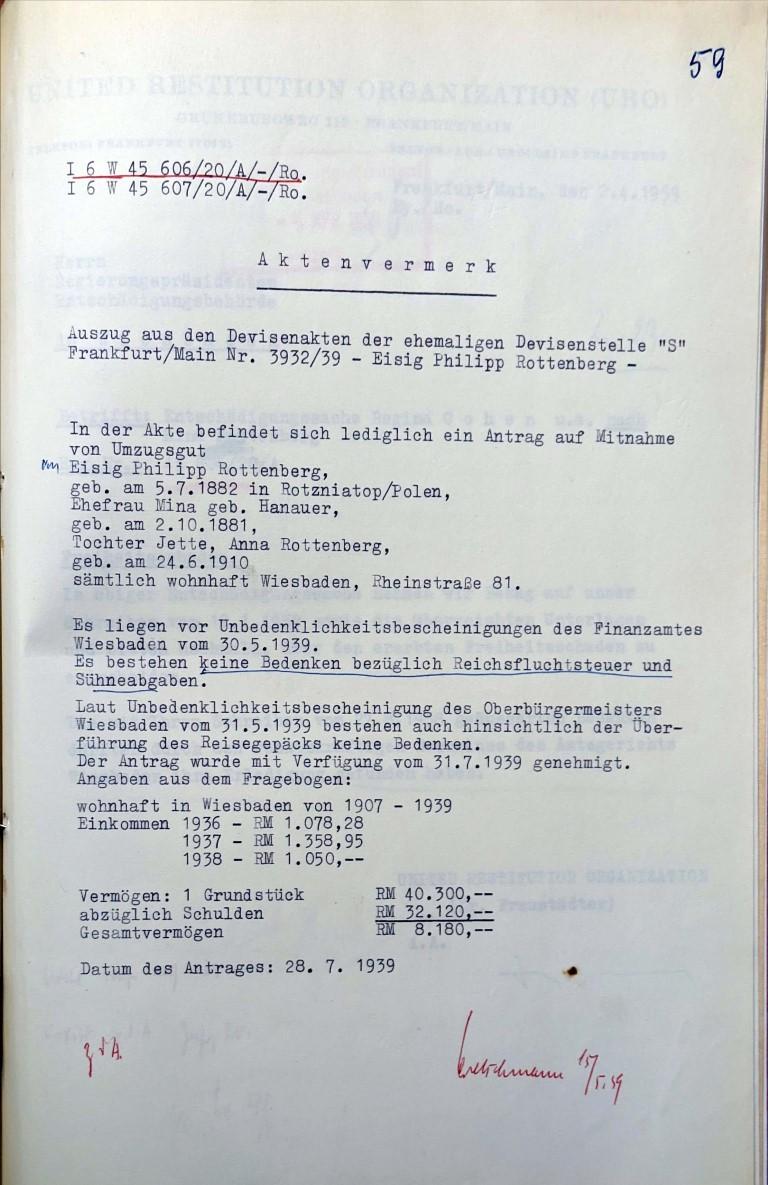 59
I 6 W 45 606/20/A/-/Ro.
I 6 W 45 607/20/A/-/Ro.
A k t e n v e r m e r k
Auszug aus den Devisenakten der ehemaligen Devisenstelle "S"
Frankfurt/Main Nr. 3932/39 - Eisig Philipp Rottenberg -
In der Akte befindet sich lediglich ein Antrag auf Mitnahme
von Umzugsgut
Eisig Philipp Rottenberg,
geb. am 5.7.1882 in Rotzniatop/Polen,
Ehefrau Mina geb. Hanauer,
geb. am 2.10.1881,
Tochter Jette, Anna Rottenberg,
geb. am 24.6.1910
sämtlich wohnhaft Wiesbaden, Rheinstraße 81.
Es liegen vor Unbedenklichkeitsbescheinigungen des Finanzamtes
Wiesbaden vom 30.5.1939.
Es bestehen keine Bedenken bezüglich Reichsfluchtsteuer und
Sühneabgaben.
Laut Unbedenklichkeitsbescheinigung des Oberbürgermeisters
Wiesbaden vom 31.5.1939 bestehen auch hinsichtlich der Über-
führung des Reisegepäcks keine Bedenken.
Der Antrag wurde mit Verfügung vom 31.7.1939 genehmigt.
Angaben aus dem Fragebogen:
wohnhaft in Wiesbaden von 1907 - 1939
Einkommen 1936 - RM 1.078,28
1937 - RM 1.358,95
1938 - RM 1.050,--
Vermögen: 1 Grundstück RM 40.300,--
abzüglich Schulden RM 32.120,--
Gesamtvermögen RM 8.180,--
Datum des Antrages: 28. 7. 1939
z d A.
15/5.59